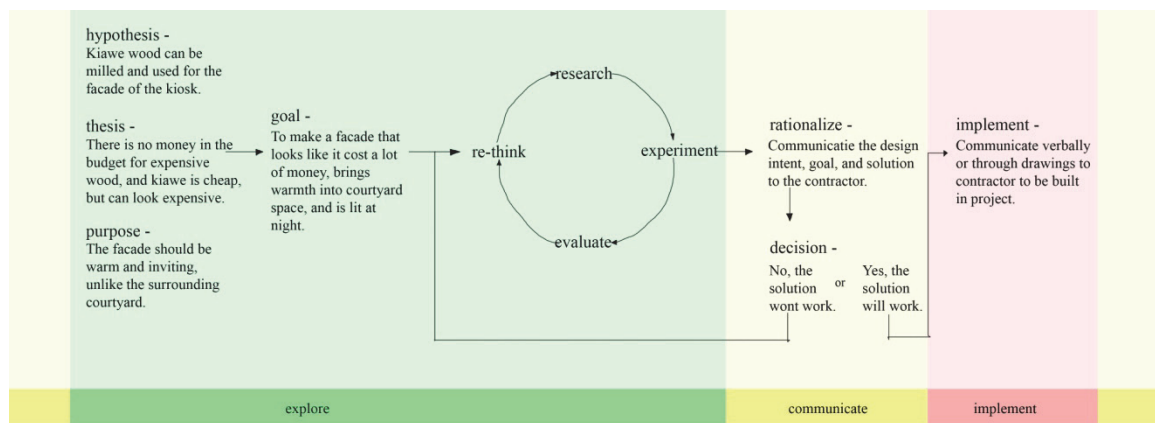 hypothesis -
Kiawe wood can be
milled and used for the
facade of the kiosk.
thesis -
There is no money in the
budget for expensive
wood, and kiawe is cheap,
but can look expensive.
purpose -
The facade should be
warm and inviting,
unlike the surrounding
courtyard.
goal -
To make a facade that
looks like it cost a lot
of money, brings
warmth into courtyard
space, and is lit at
night.
research
re-think
experiment
evaluate
rationalize -
Communicatie the design
intent, goal, and solution
to the contractor.
decision -
No, the
solution
wont work.
or
Yes, the
solution
will work.
implement -
Communicate verbally
or through drawings to
contractor to be built
in project.
explore
communicate
implement